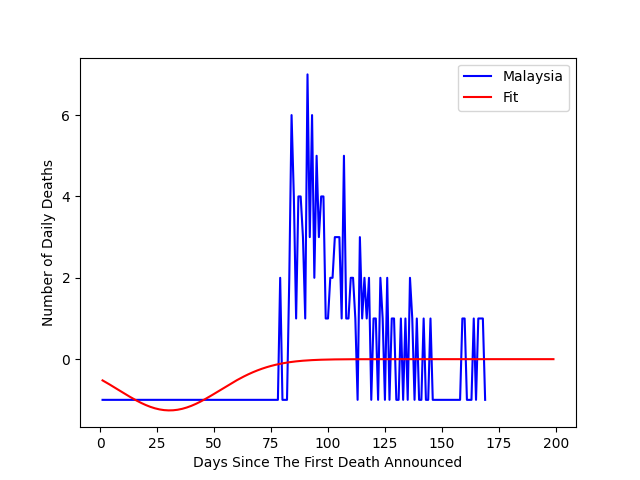 Malaysia
Fit
6
4
2
0
Number of Daily Deaths
0 25 50 75 100 125 150 175 200
Days Since The First Death Announced